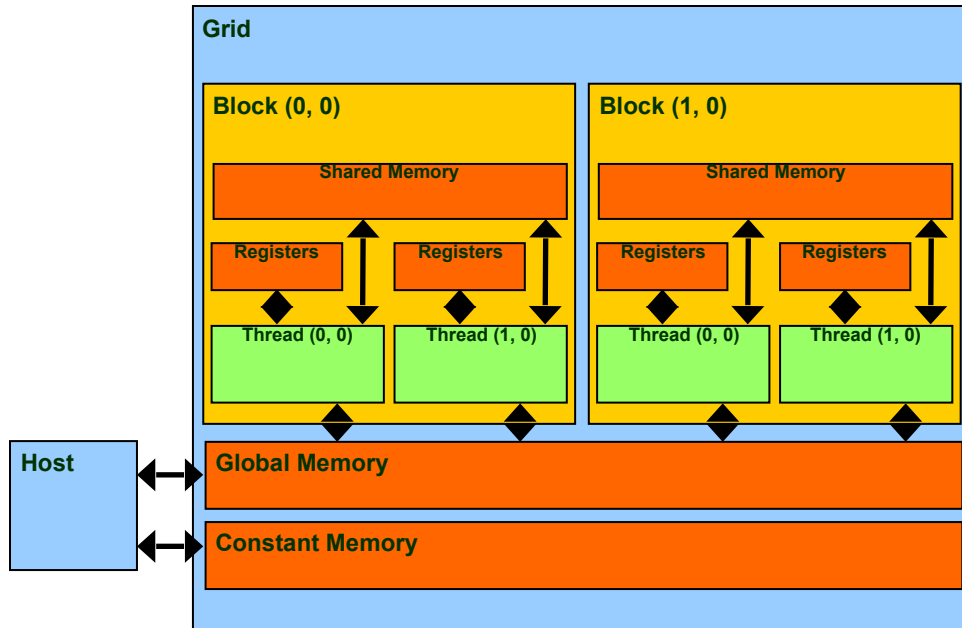 Grid
Block (0, 0)
Block (1, 0)
Shared Memory
Shared Memory
Registers
Registers
Registers
Registers
Thread (0, 0)
Thread (1, 0)
Thread (0, 0)
Thread (1, 0)
Host
Global Memory
Constant Memory